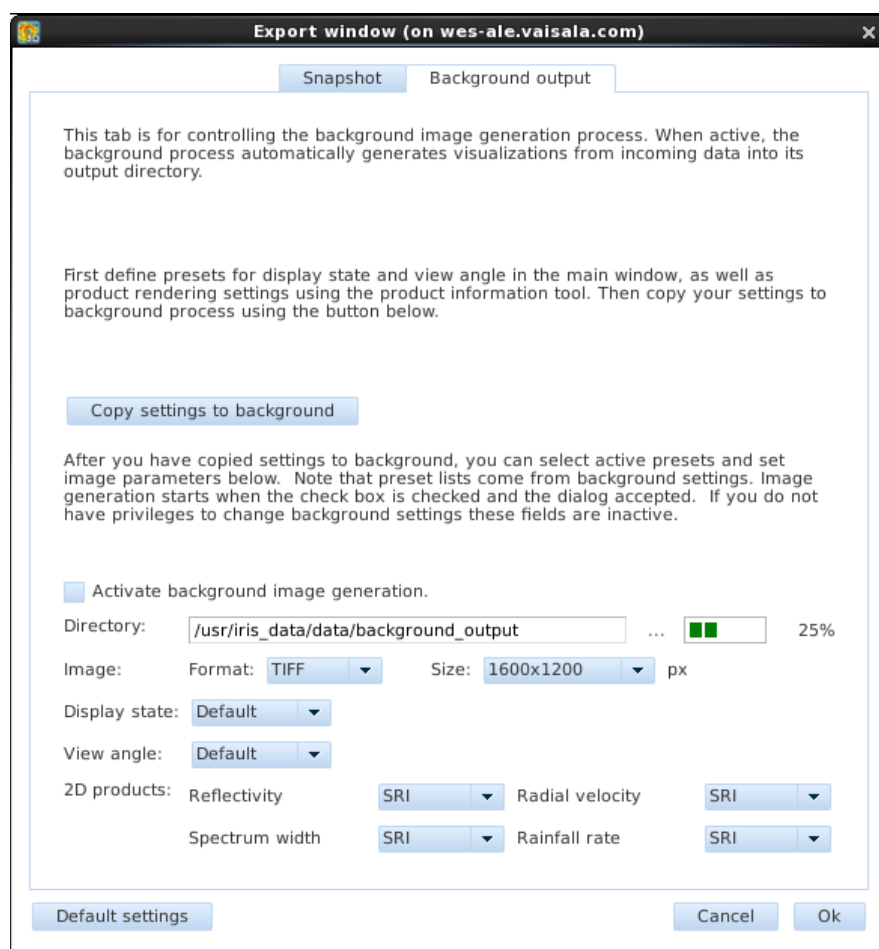 Export window (on wes-ale.vaisala.com)
Snapshot Background output
This tab is for controlling the background image generation process. When active, the
background process automatically generates visualizations from incoming data into its
output directory.
First define presets for display state and view angle in the main window, as well as
product rendering settings using the product information tool. Then copy your settings to
background process using the button below.
Copy settings to background
After you have copied settings to background, you can select active presets and set
image parameters below.  Note that preset lists come from background settings. Image
generation starts when the check box is checked and the dialog accepted.  If you do not
have privileges to change background settings these fields are inactive.
Activate background image generation.
Directory: /usr/iris_data/data/background_output ... 25%
Image: Format: TIFF Size: 1600x1200 px
Display state: Default
View angle: Default
2D products: Reflectivity SRI Radial velocity SRI
Spectrum width SRI Rainfall rate SRI
Default settings Cancel Ok